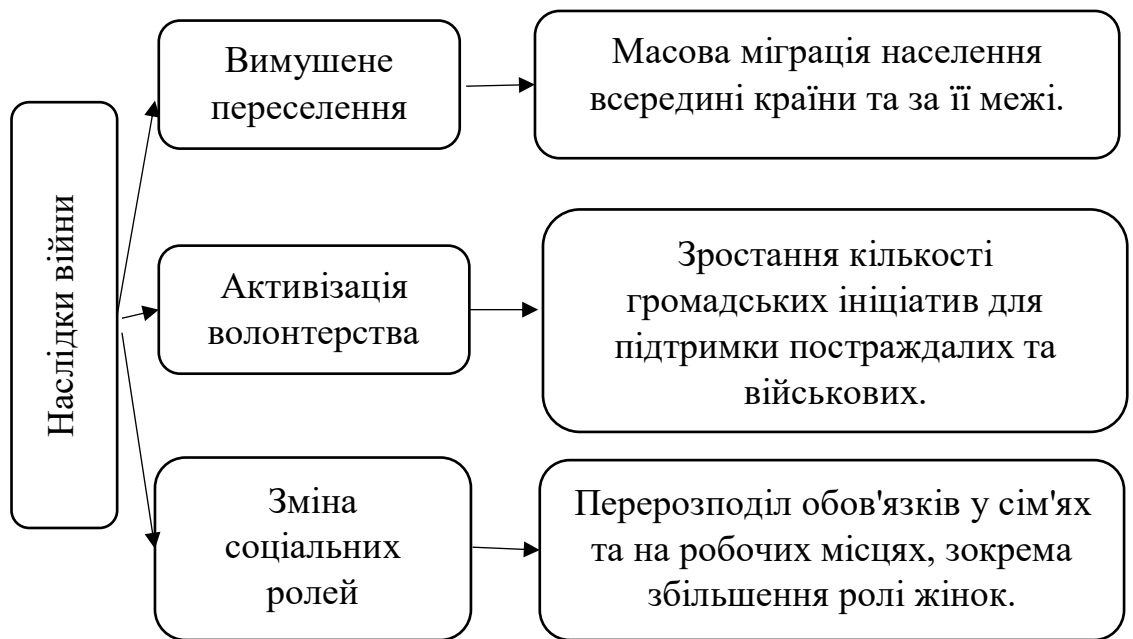 Наслідки війни
Вимушене
переселення
Масова міграція населення
всередині країни та за її межі.
Активізація
волонтерства
Зростання кількості
громадських ініціатив для
підтримки постраждалих та
військових.
Зміна
соціальних
ролей
Перерозподіл обов'язків у сім'ях
та на робочих місцях, зокрема
збільшення ролі жінок.